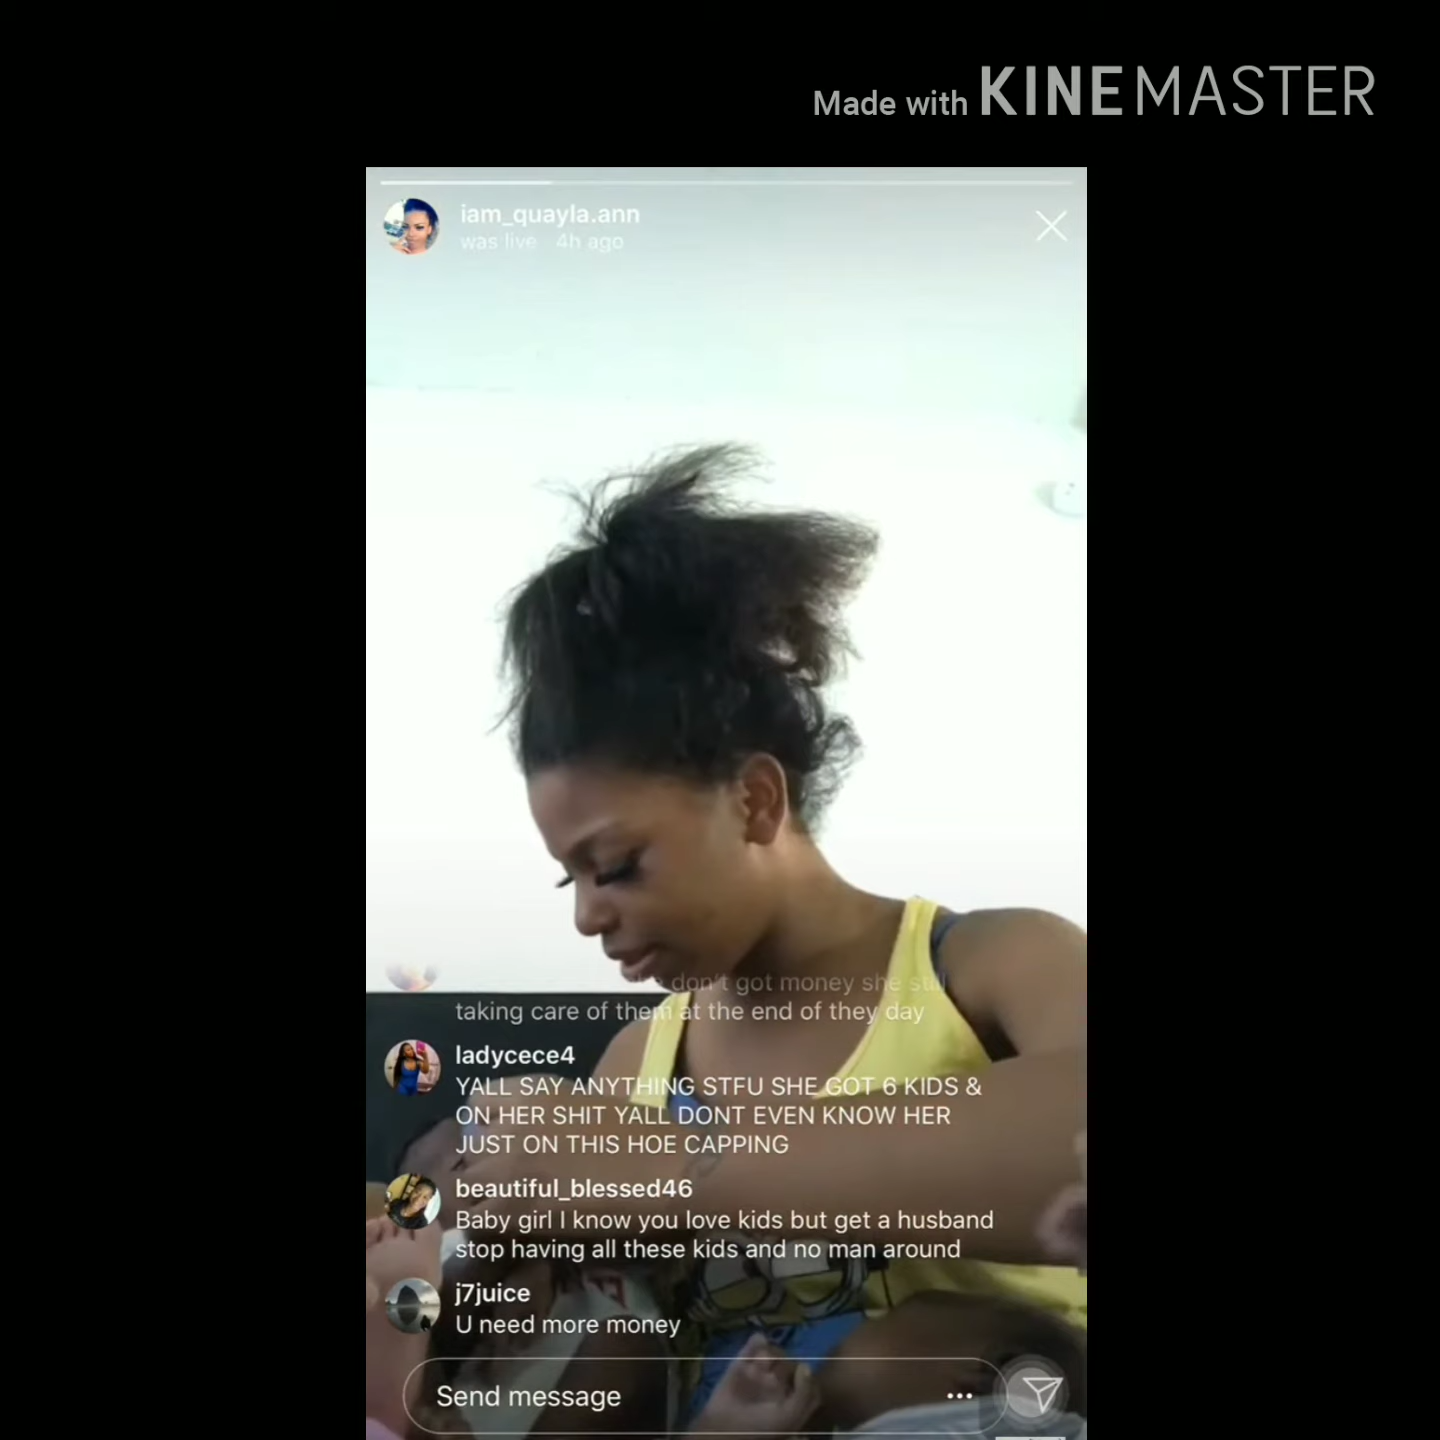 Made with KINEMASTER
iam_quayla.ann
was live 4h ago
don't got money she still
taking care of them at the end of they day
ladycece4
YALL SAY ANYTHING STFU SHE GOT 6 KIDS &
ON HER SHIT YALL DONT EVEN KNOW HER
JUST ON THIS HOE CAPPING
beautiful_blessed46
Baby girl I know you love kids but get a husband
stop having all these kids and no man around
j7juice
U need more money
Send message